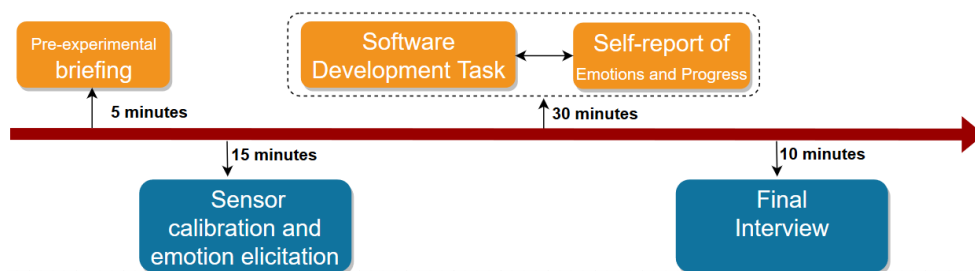 Pre-experimental
briefing
Software
Development Task
Self-report of
Emotions and Progress
5 minutes
30 minutes
15 minutes
10 minutes
Sensor
calibration and
emotion elicitation
Final
Interview